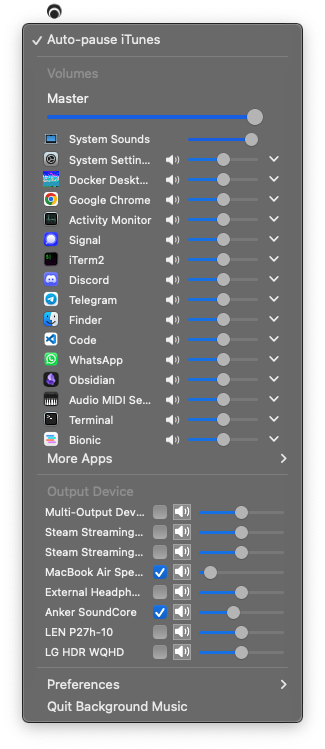 Auto-pause iTunes
Volumes
Master
System Sounds
System Settin...
Docker Deskt...
Google Chrome
Activity Monitor
Signal
iTerm2
Discord
Telegram
Finder
Code
WhatsApp
Obsidian
Audio MIDI Se...
Terminal
Bionic
More Apps
Output Device
Multi-Output Dev...
Steam Streaming...
Steam Streaming...
MacBook Air Spe...
External Headph...
Anker SoundCore
LEN P27h-10
LG HDR WQHD
Preferences
Quit Background Music